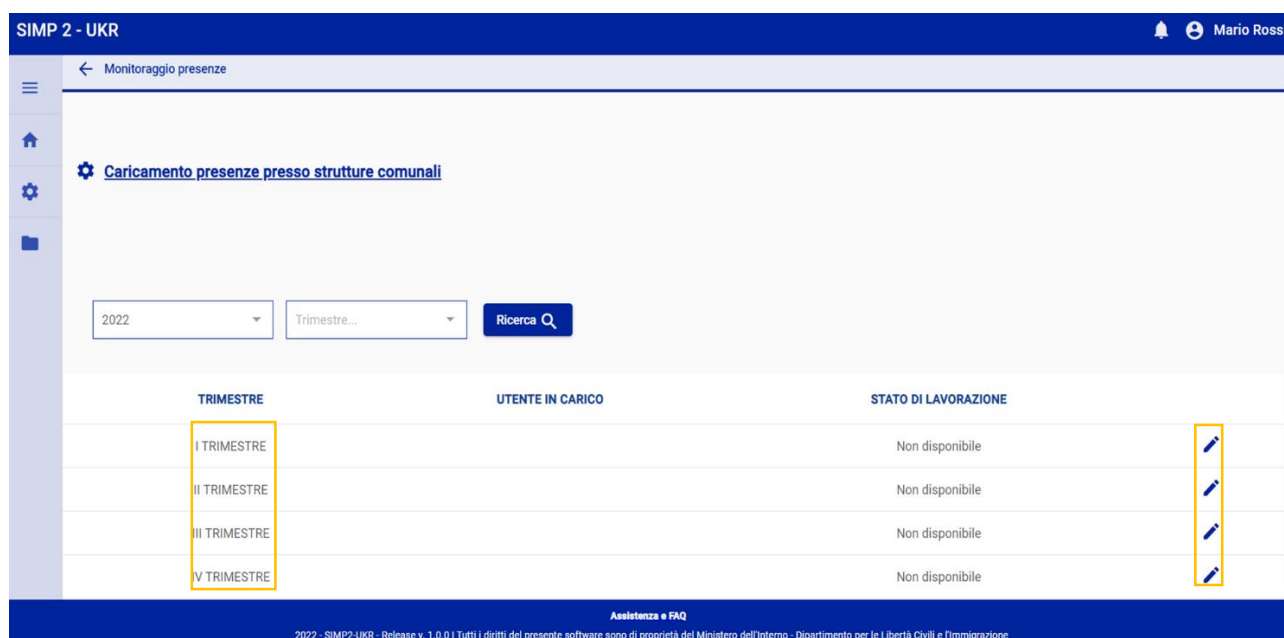 SIMP 2 - UKR Mario Ross
Monitoraggio presenze
Caricamento presenze presso strutture comunali
2022 Trimestre... Ricerca
TRIMESTRE UTENTE IN CARICO STATO DI LAVORAZIONE
I TRIMESTRE Non disponibile
II TRIMESTRE Non disponibile
III TRIMESTRE Non disponibile
IV TRIMESTRE Non disponibile
Assistenza e FAQ
2022 - SIMP2-UKR - Release v. 1.0.0 | Tutti i diritti del presente software sono di proprietà del Ministero dell'Interno - Dipartimento per le Libertà Civili e l'Immigrazione